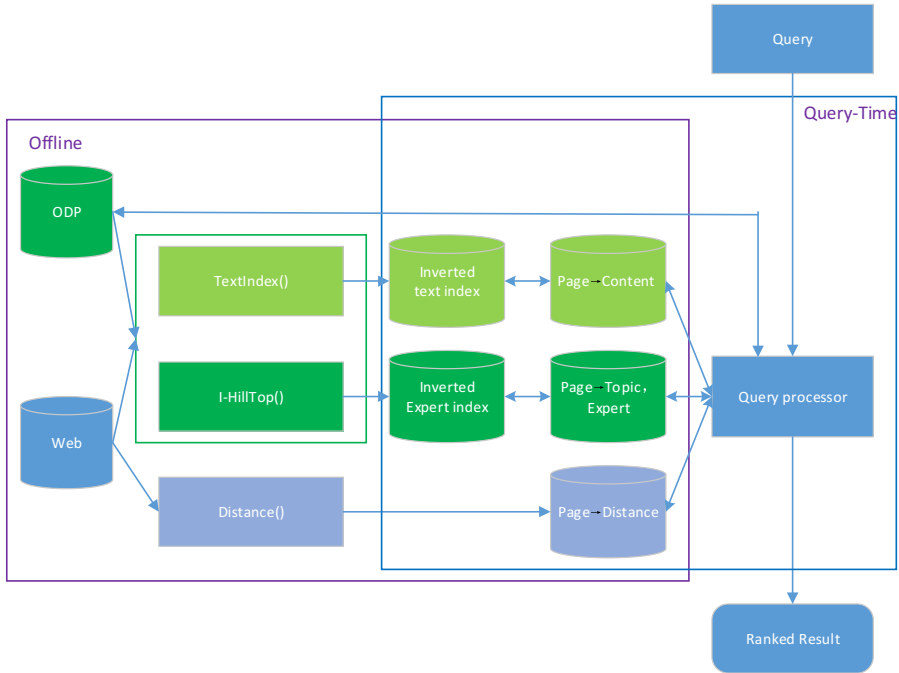 Query
Query-Time
Offline
ODP
TextIndex()
Inverted
text index
Page→Content
I-HillTop()
Inverted
Expert index
Page→Topic，
Expert
Query processor
Web
Distance()
Page→Distance
Ranked Result